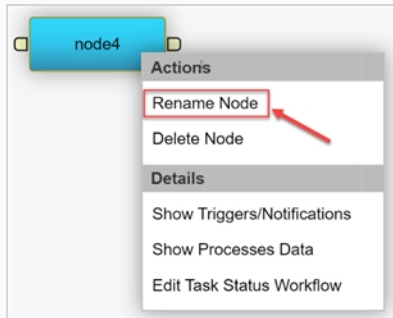 node4
Actions
Rename Node
Delete Node
Details
Show Triggers/Notifications
Show Processes Data
Edit Task Status Workflow